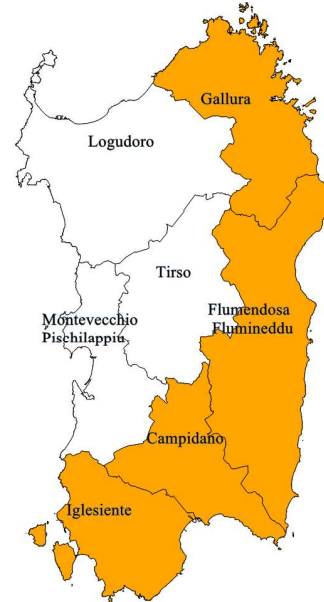 Gallura
Logudoro
Tirso
Flumendosa
Flumineddu
Montevecchio
Pischilappiu
Campidano
Iglesiente